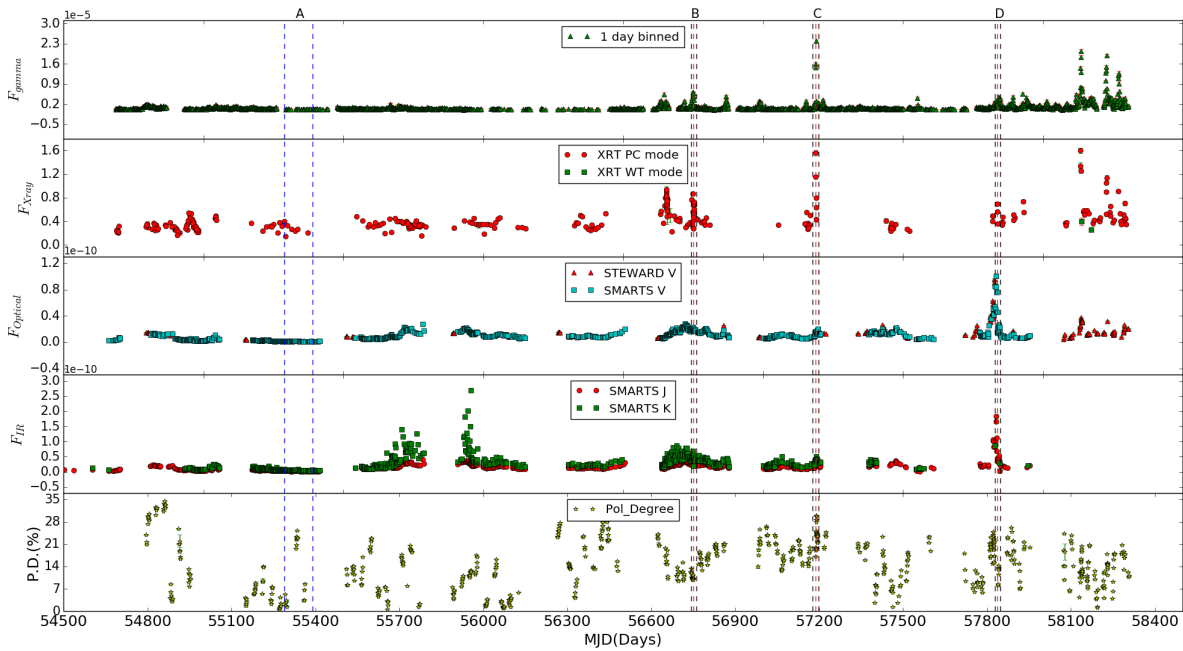 A B C D
1e-5
3.0
2.3
1.6
0.9
0.2
−0.5
F_gamma
1 day binned
1.6
1.2
0.8
0.4
0.0
F_Xray
XRT PC mode
XRT WT mode
1e-10
1.2
0.8
0.4
0.0
−0.4
F_Optical
STEWARD V
SMARTS V
1e-10
3.0
2.5
2.0
1.5
1.0
0.5
0.0
−0.5
F_IR
SMARTS J
SMARTS K
35
28
21
14
7
0
P.D.(%)
Pol_Degree
54500 54800 55100 55400 55700 56000 56300 56600 56900 57200 57500 57800 58100 58400
MJD(Days)